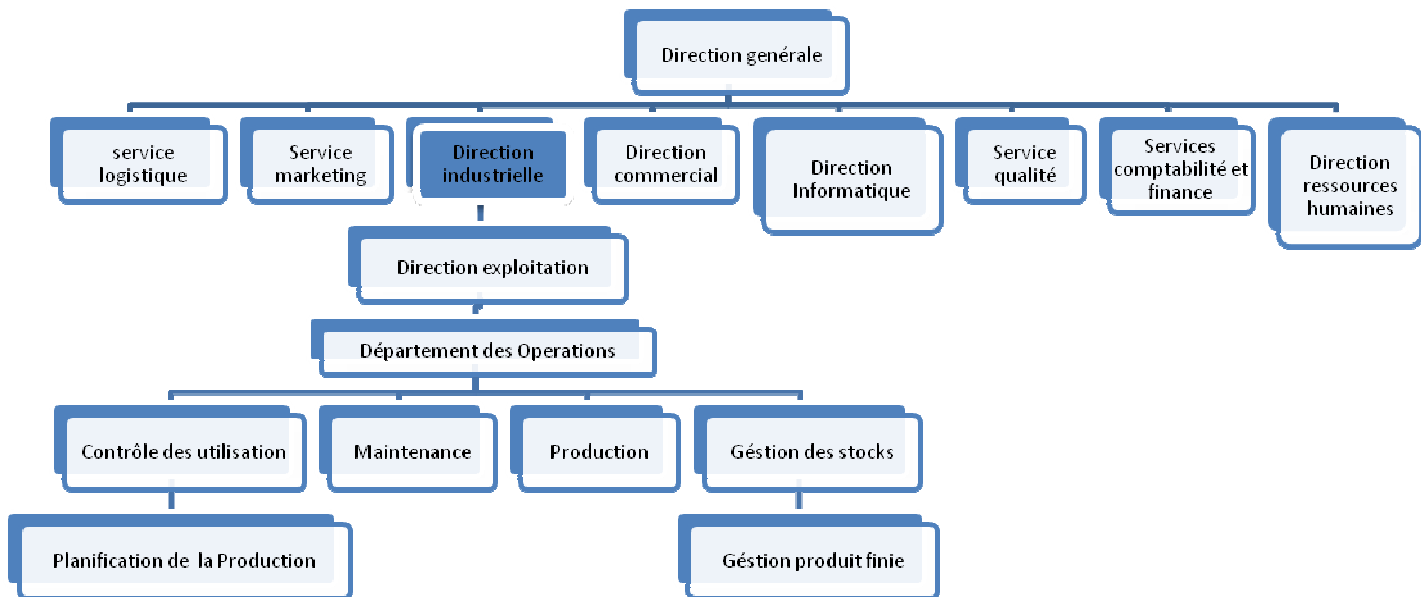 Direction genérale
service
logistique
Service
marketing
Direction
industrielle
Direction
commercial
Direction
Informatique
Service
qualité
Services
comptabilité et
finance
Direction
ressources
humaines
Direction exploitation
Département des Operations
Contrôle des utilisation
Maintenance
Production
Géstion des stocks
Planification de la Production
Géstion produit finie